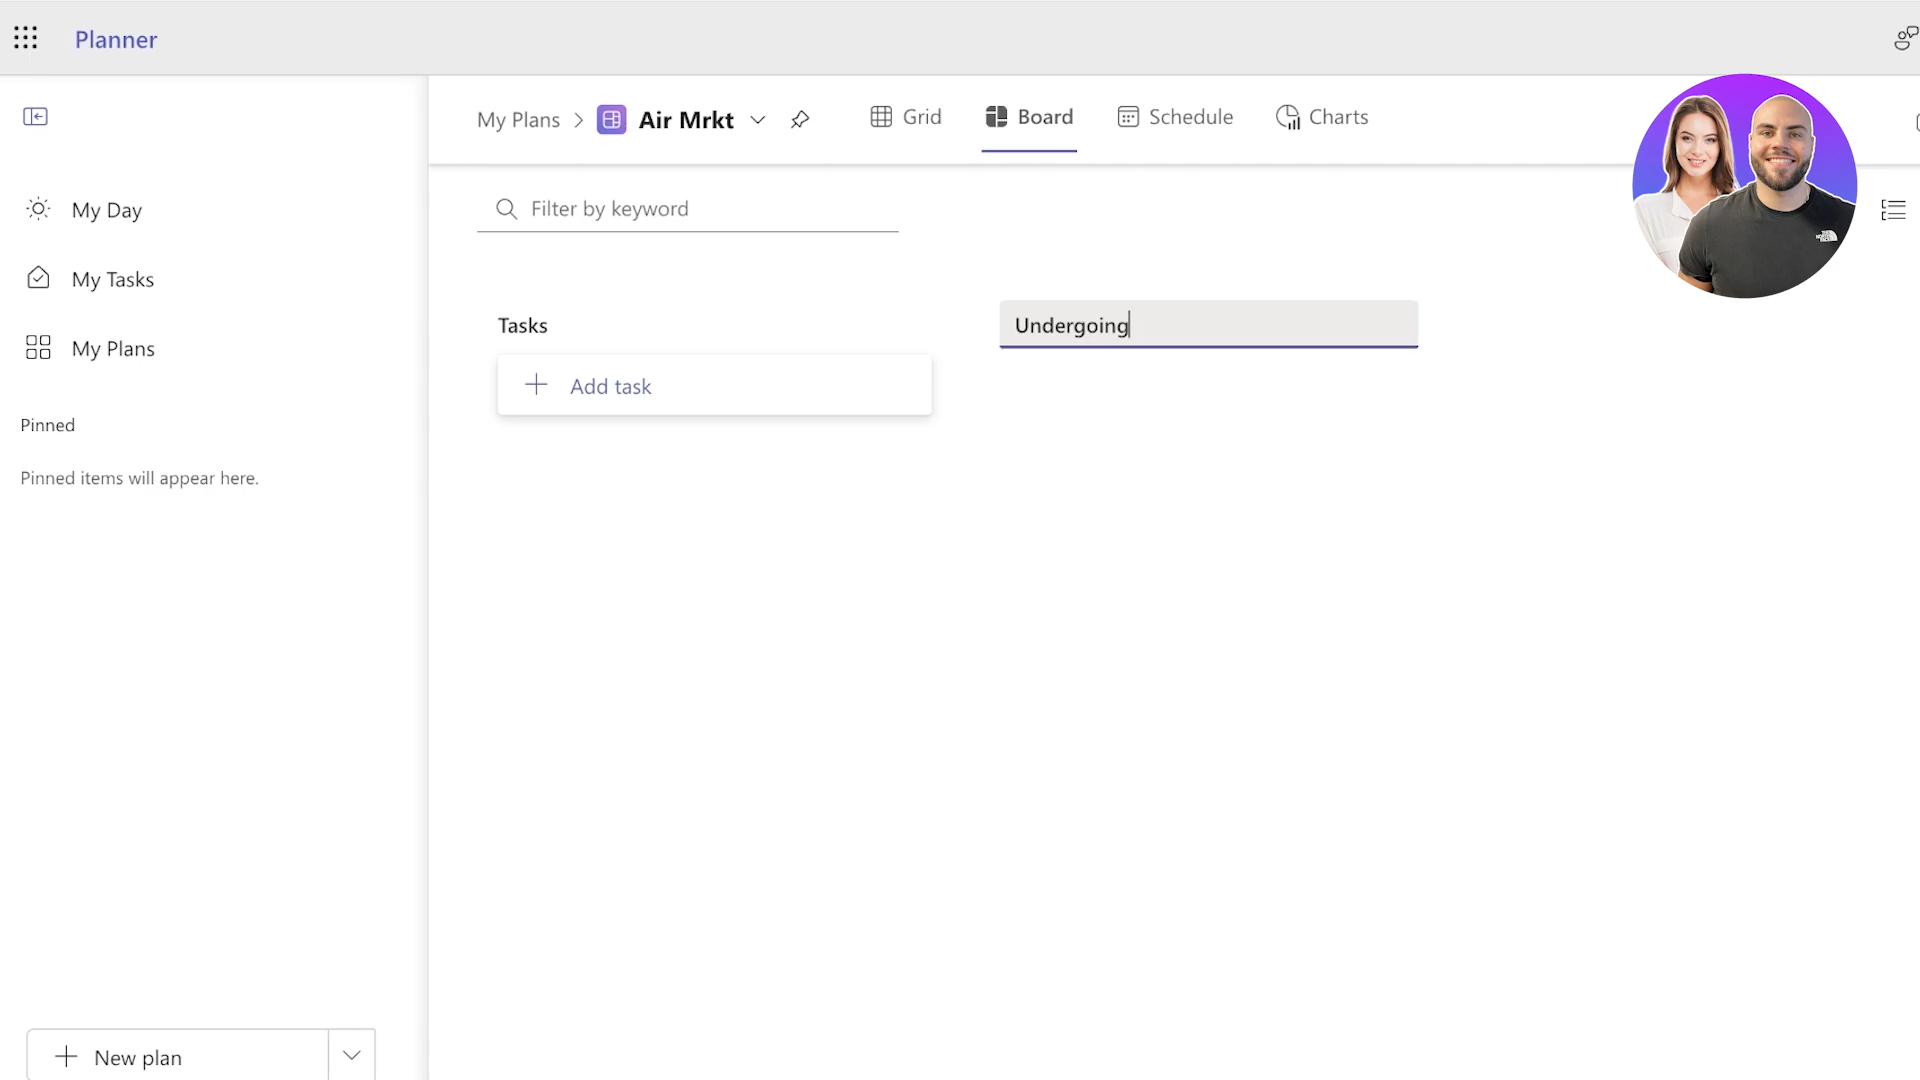 Planner
My Plans > Air Mrkt
Grid
Board
Schedule
Charts
My Day
My Tasks
My Plans
Pinned
Pinned items will appear here.
New plan
Filter by keyword
Tasks
Add task
Undergoing